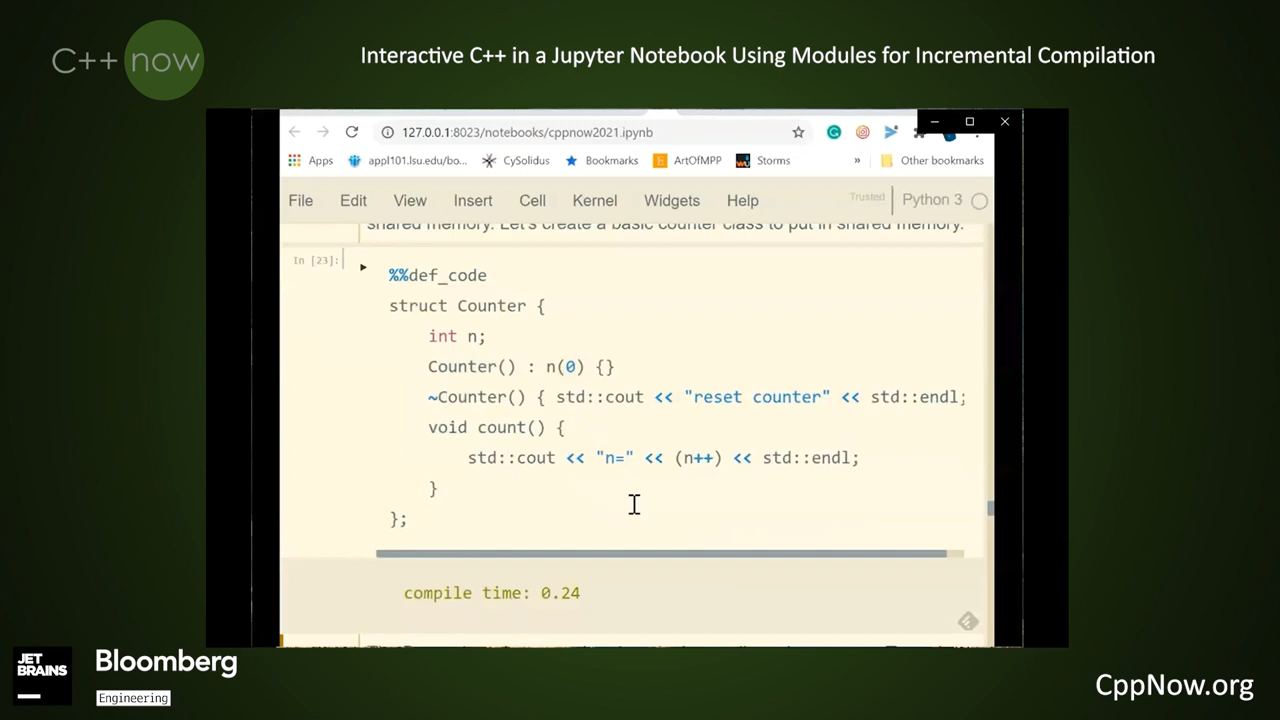 C++ now
Interactive C++ in a Jupyter Notebook Using Modules for Incremental Compilation
127.0.0.1:8023/notebooks/cppnow2021.ipynb
Apps
appl101.lsu.edu/bo...
CySolidus
Bookmarks
ArtOfMPP
Storms
»
Other bookmarks
File Edit View Insert Cell Kernel Widgets Help
Trusted
Python 3
shared memory. Let's create a basic counter class to put in shared memory.
In [23]:
%%def_code
struct Counter {
int n;
Counter() : n(0) {}
~Counter() { std::cout << "reset counter" << std::endl;
void count() {
std::cout << "n=" << (n++) << std::endl;
}
};
compile time: 0.24
JET
BRAINS
Bloomberg
Engineering
CppNow.org